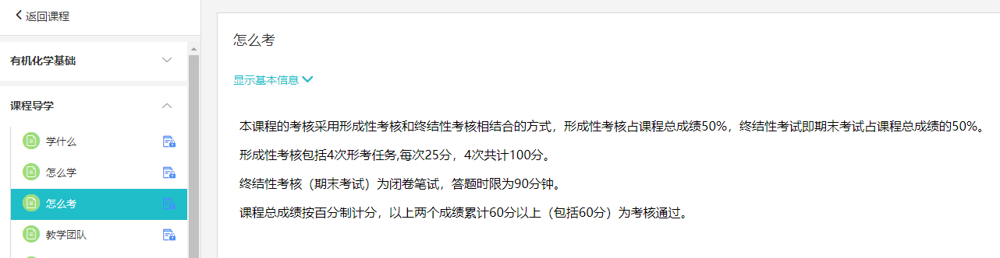 返回课程
有机化学基础
课程导学
学什么
怎么学
怎么考
教学团队
怎么考
显示基本信息
本课程的考核采用形成性考核和终结性考核相结合的方式，形成性考核占课程总成绩50%，终结性考试即期末考试占课程总成绩的50%。
形成性考核包括4次形考任务,每次25分，4次共计100分。
终结性考核（期末考试）为闭卷笔试，答题时限为90分钟。
课程总成绩按百分制计分，以上两个成绩累计60分以上（包括60分）为考核通过。